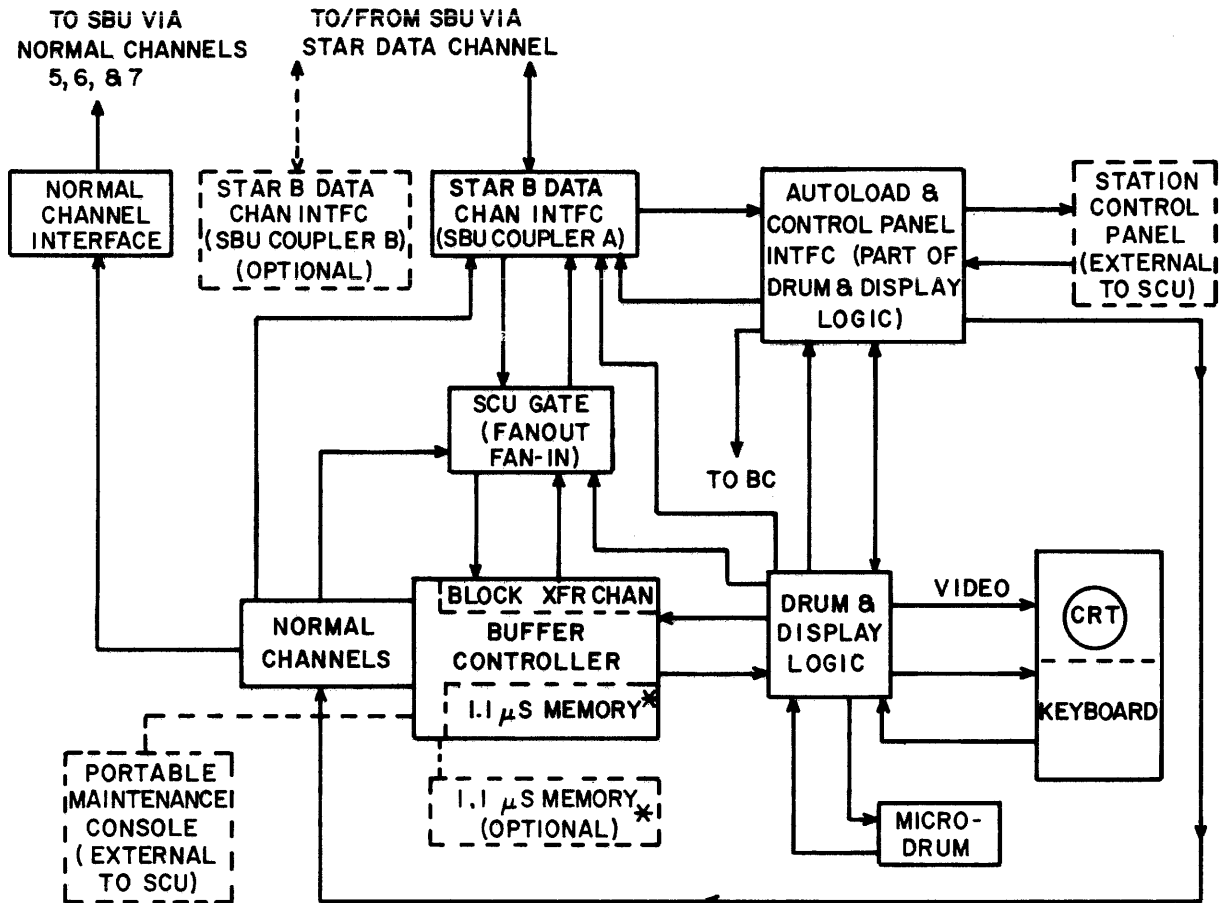 TO SBU VIA
NORMAL CHANNELS
5, 6, & 7
TO/FROM SBU VIA
STAR DATA CHANNEL
NORMAL
CHANNEL
INTERFACE
STAR B DATA
CHAN INTFC
(SBU COUPLER B)
(OPTIONAL)
STAR B DATA
CHAN INTFC
(SBU COUPLER A)
AUTOLOAD &
CONTROL PANEL
INTFC (PART OF
DRUM & DISPLAY
LOGIC)
STATION
CONTROL
PANEL
(EXTERNAL
TO SCU)
SCU GATE
(FANOUT
FAN-IN)
TO BC
NORMAL
CHANNELS
BLOCK XFR CHAN
BUFFER
CONTROLLER
1.1 μS MEMORY*
DRUM &
DISPLAY
LOGIC
VIDEO
CRT
KEYBOARD
PORTABLE
MAINTENANCE
CONSOLE
(EXTERNAL
TO SCU)
1.1 μS MEMORY*
(OPTIONAL)
MICRO-
DRUM